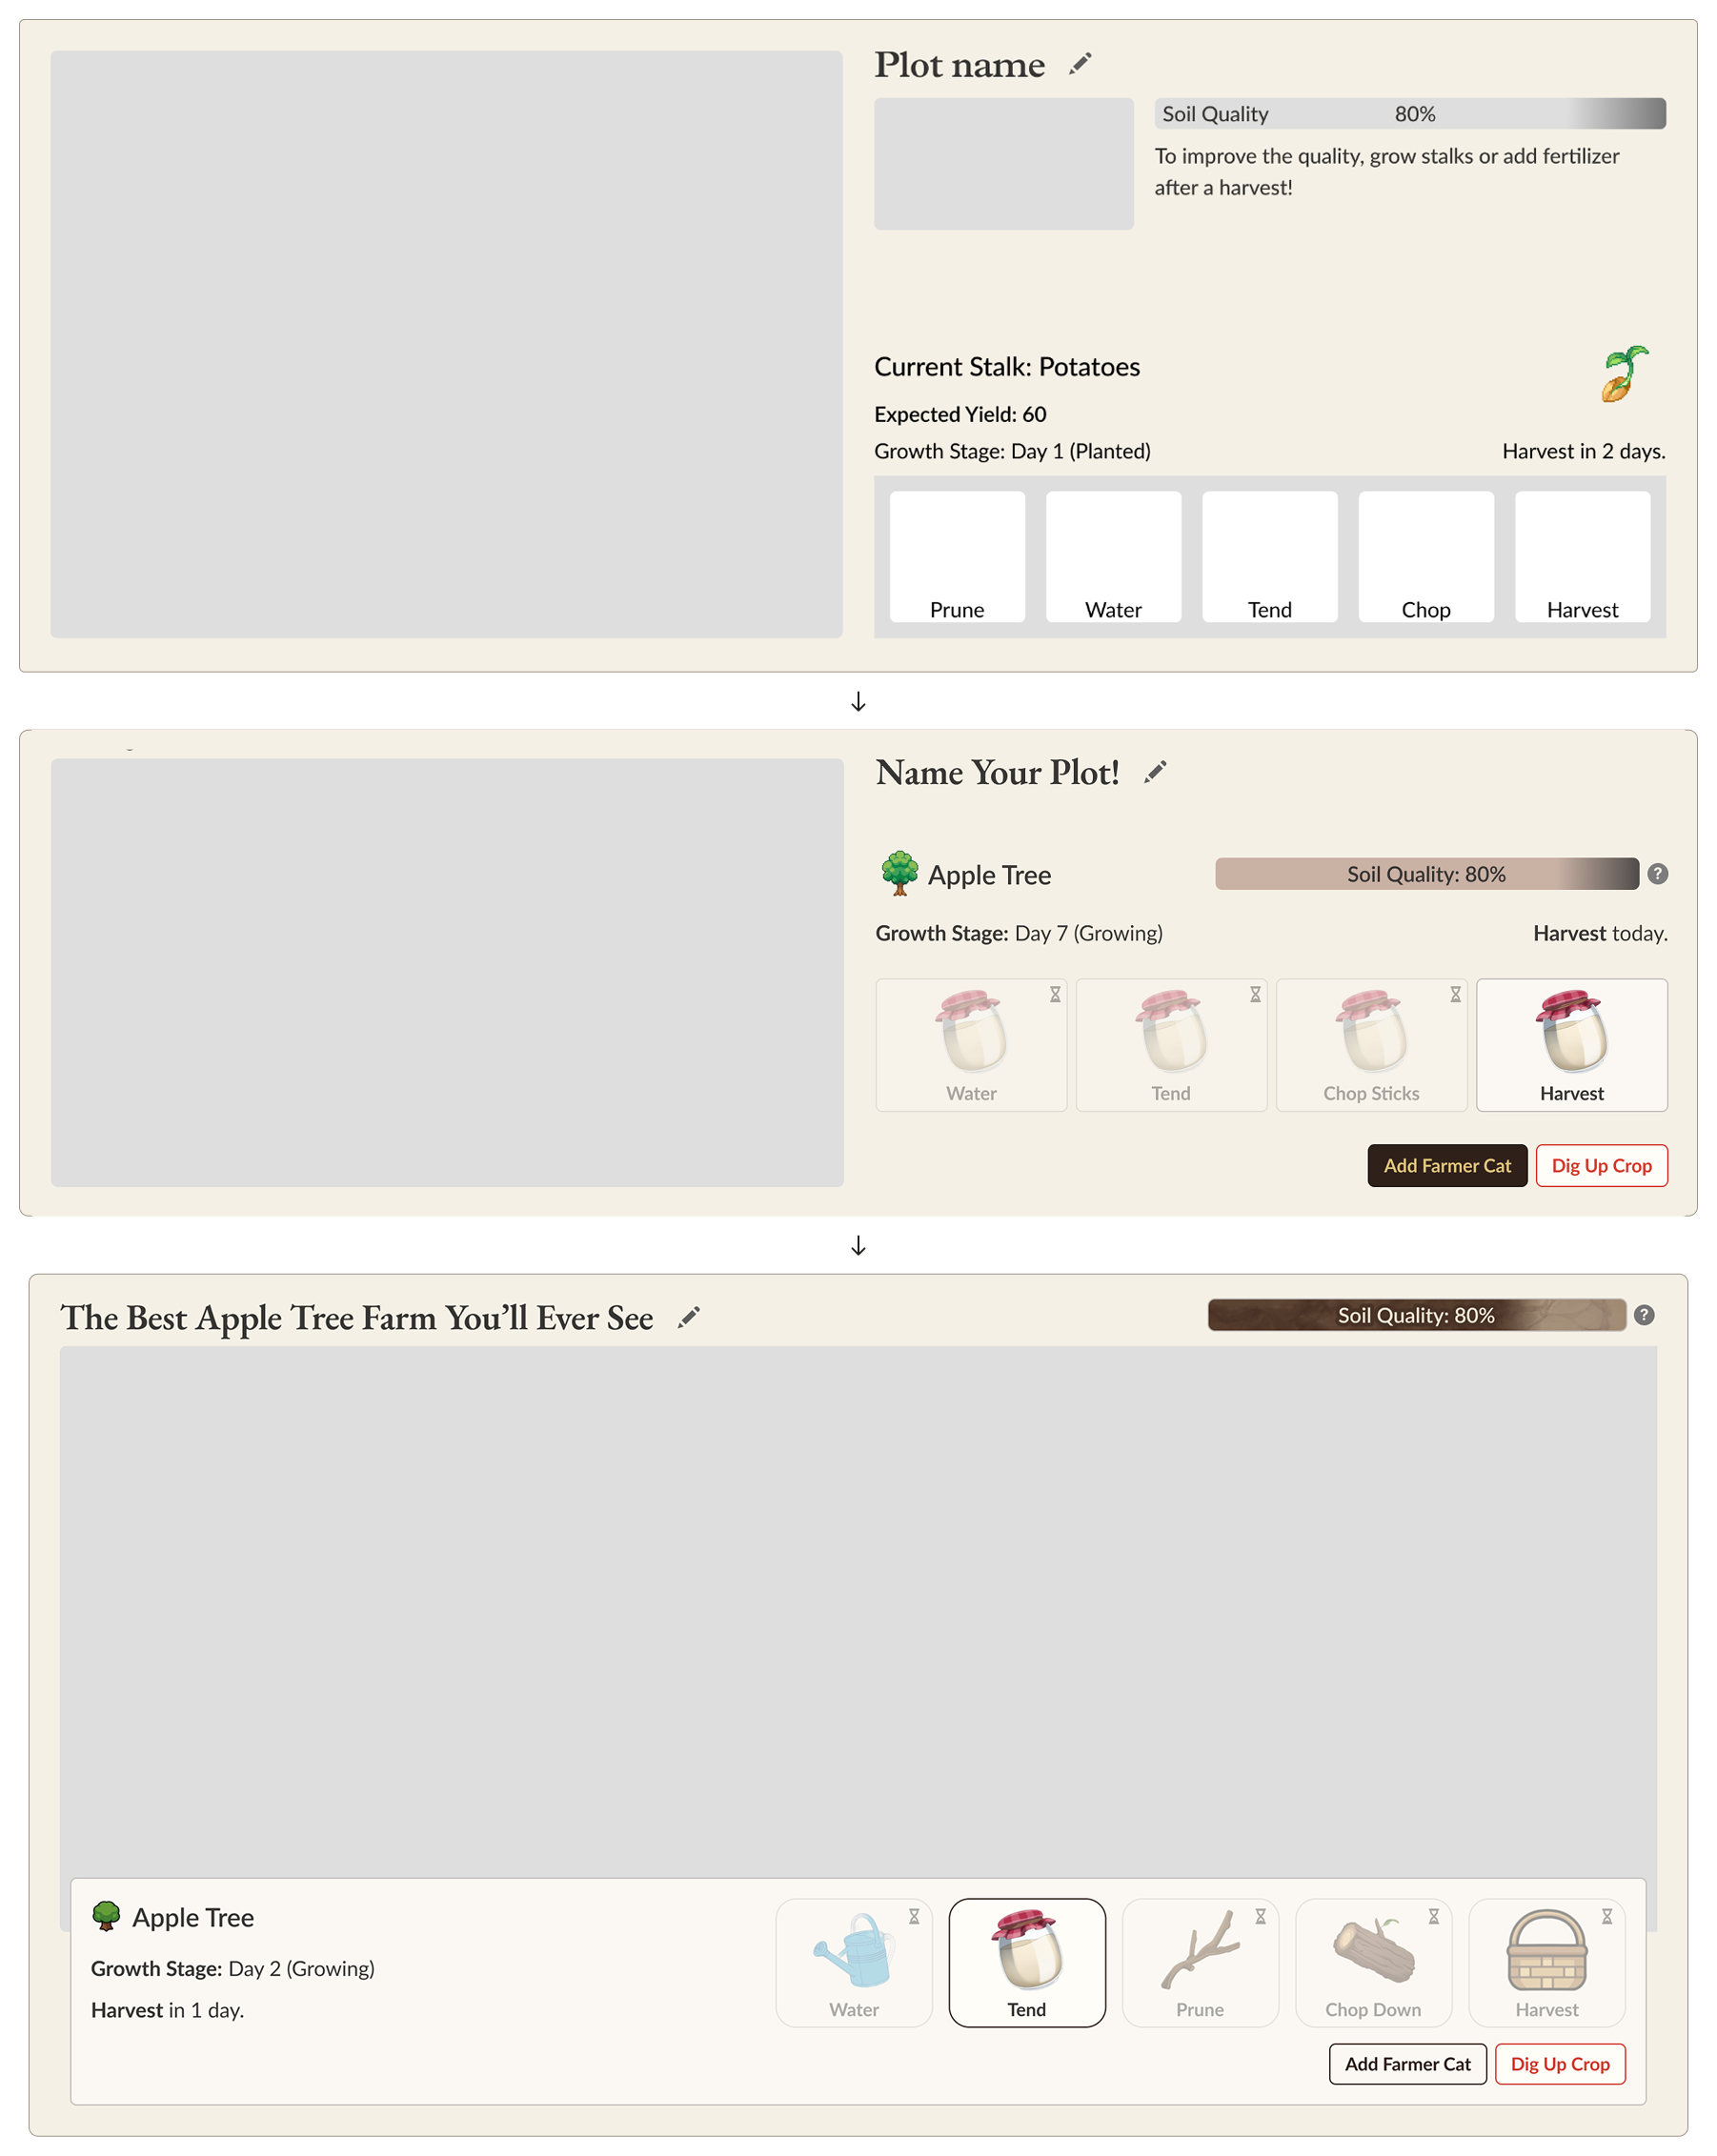 Plot name
Soil Quality 80%
To improve the quality, grow stalks or add fertilizer
after a harvest!
Current Stalk: Potatoes
Expected Yield: 60
Growth Stage: Day 1 (Planted) Harvest in 2 days.
Prune Water Tend Chop Harvest
↓
Name Your Plot!
Apple Tree Soil Quality: 80% ?
Growth Stage: Day 7 (Growing) Harvest today.
Water Tend Chop Sticks Harvest
Add Farmer Cat Dig Up Crop
↓
The Best Apple Tree Farm You’ll Ever See Soil Quality: 80% ?
Apple Tree
Growth Stage: Day 2 (Growing)
Harvest in 1 day.
Water Tend Prune Chop Down Harvest
Add Farmer Cat Dig Up Crop